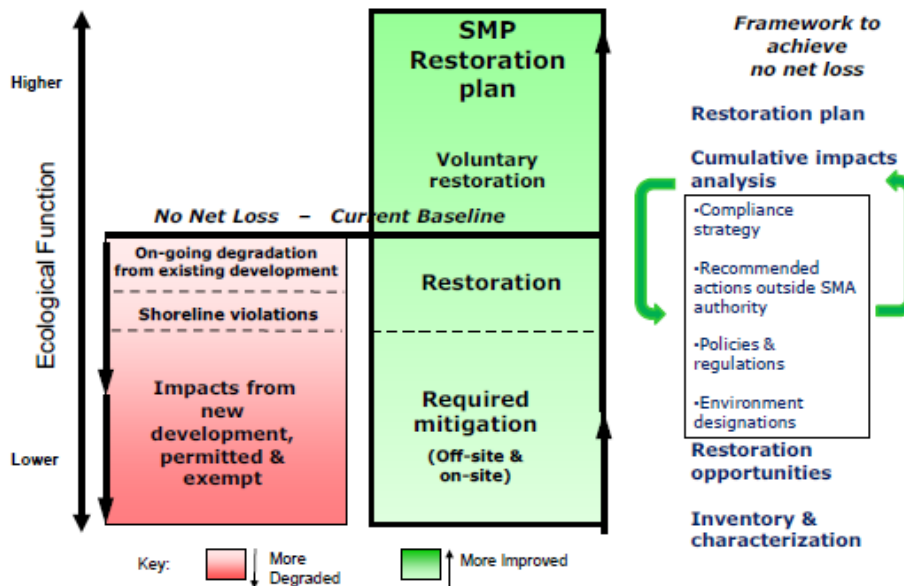 Higher
Ecological Function
Lower
SMP
Restoration
plan
Voluntary
restoration
No Net Loss – Current Baseline
On-going degradation
from existing development
Shoreline violations
Impacts from
new
development,
permitted &
exempt
Restoration
Required
mitigation
(Off-site &
on-site)
Key:
More
Degraded
More Improved
Framework to
achieve
no net loss
Restoration plan
Cumulative impacts
analysis
•Compliance
strategy
•Recommended
actions outside SMA
authority
•Policies &
regulations
•Environment
designations
Restoration
opportunities
Inventory &
characterization